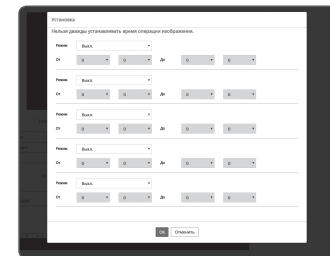 Установка
Нельзя дважды устанавливать время операции изображения.
Режим Выкл.
От 0 0 До 0 0
Режим Выкл.
От 0 0 До 0 0
Режим Выкл.
От 0 0 До 0 0
Режим Выкл.
От 0 0 До 0 0
Режим Выкл.
От 0 0 До 0 0
OK Отменить